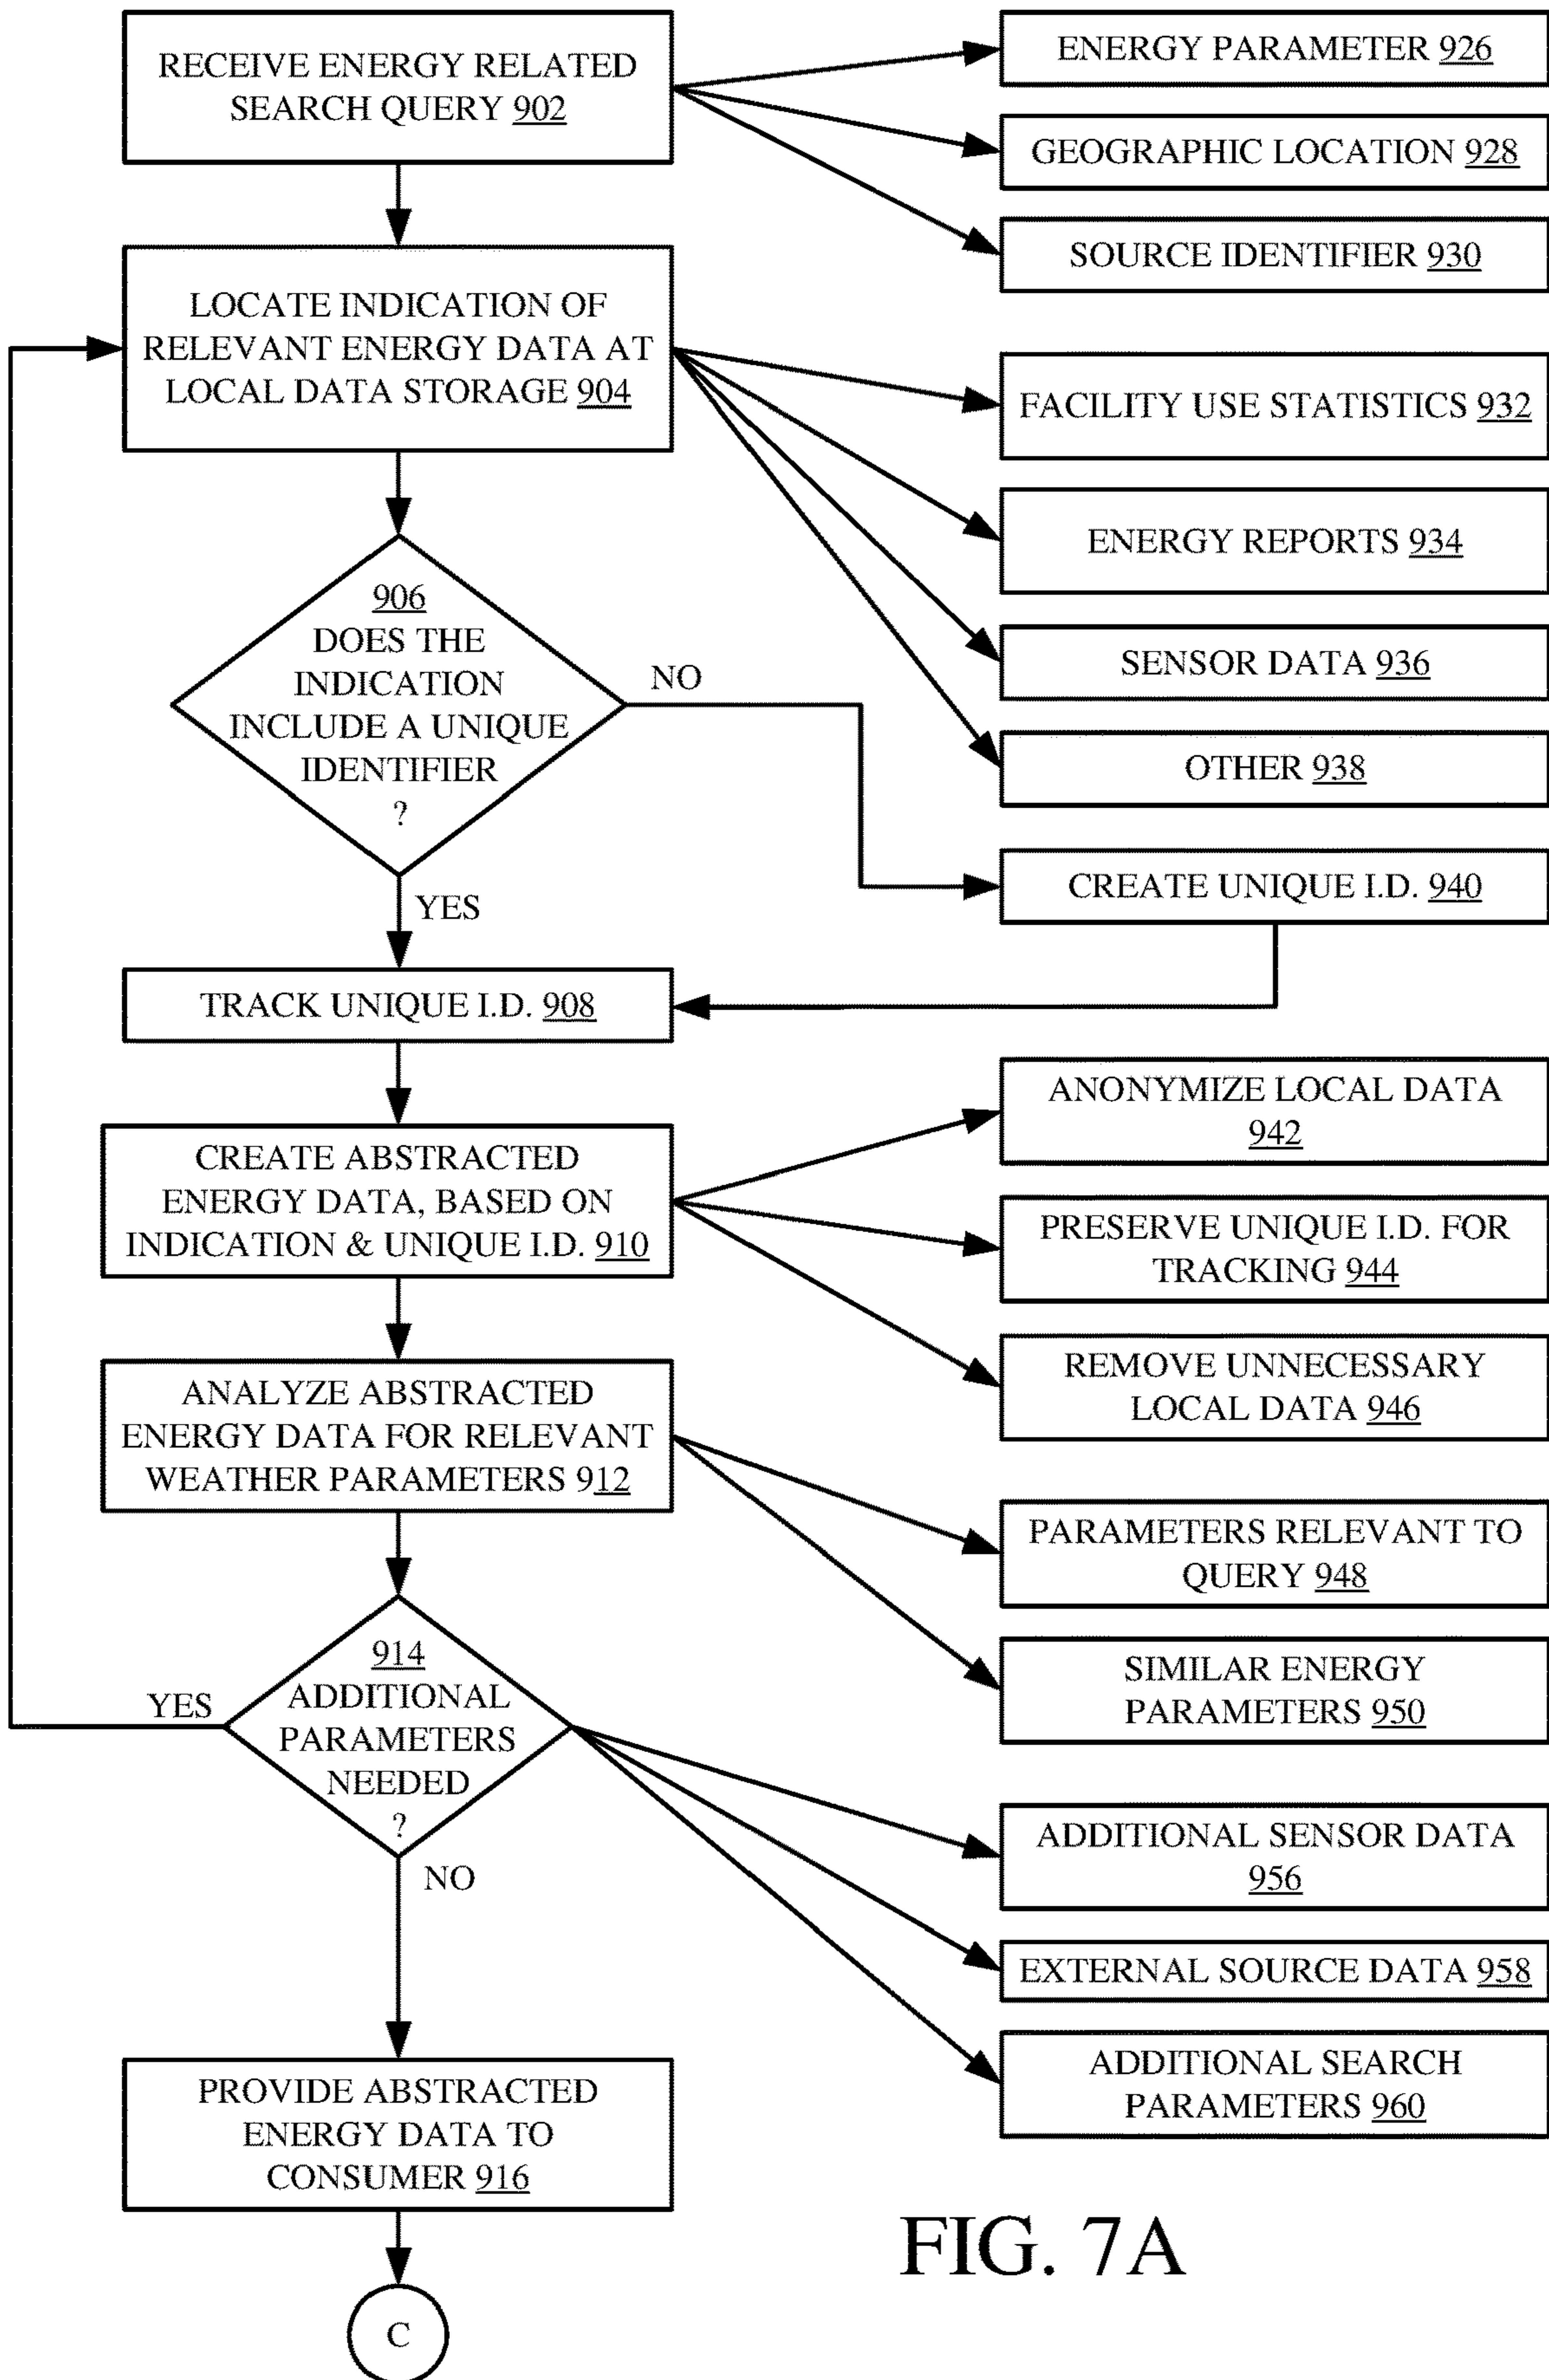 RECEIVE ENERGY RELATED
SEARCH QUERY 902
ENERGY PARAMETER 926
GEOGRAPHIC LOCATION 928
SOURCE IDENTIFIER 930
LOCATE INDICATION OF
RELEVANT ENERGY DATA AT
LOCAL DATA STORAGE 904
FACILITY USE STATISTICS 932
ENERGY REPORTS 934
SENSOR DATA 936
OTHER 938
906
DOES THE
INDICATION
INCLUDE A UNIQUE
IDENTIFIER
?
NO
YES
CREATE UNIQUE I.D. 940
TRACK UNIQUE I.D. 908
CREATE ABSTRACTED
ENERGY DATA, BASED ON
INDICATION & UNIQUE I.D. 910
ANONYMIZE LOCAL DATA
942
PRESERVE UNIQUE I.D. FOR
TRACKING 944
REMOVE UNNECESSARY
LOCAL DATA 946
ANALYZE ABSTRACTED
ENERGY DATA FOR RELEVANT
WEATHER PARAMETERS 912
PARAMETERS RELEVANT TO
QUERY 948
SIMILAR ENERGY
PARAMETERS 950
914
ADDITIONAL
PARAMETERS
NEEDED
?
YES
NO
ADDITIONAL SENSOR DATA
956
EXTERNAL SOURCE DATA 958
ADDITIONAL SEARCH
PARAMETERS 960
PROVIDE ABSTRACTED
ENERGY DATA TO
CONSUMER 916
C
FIG. 7A